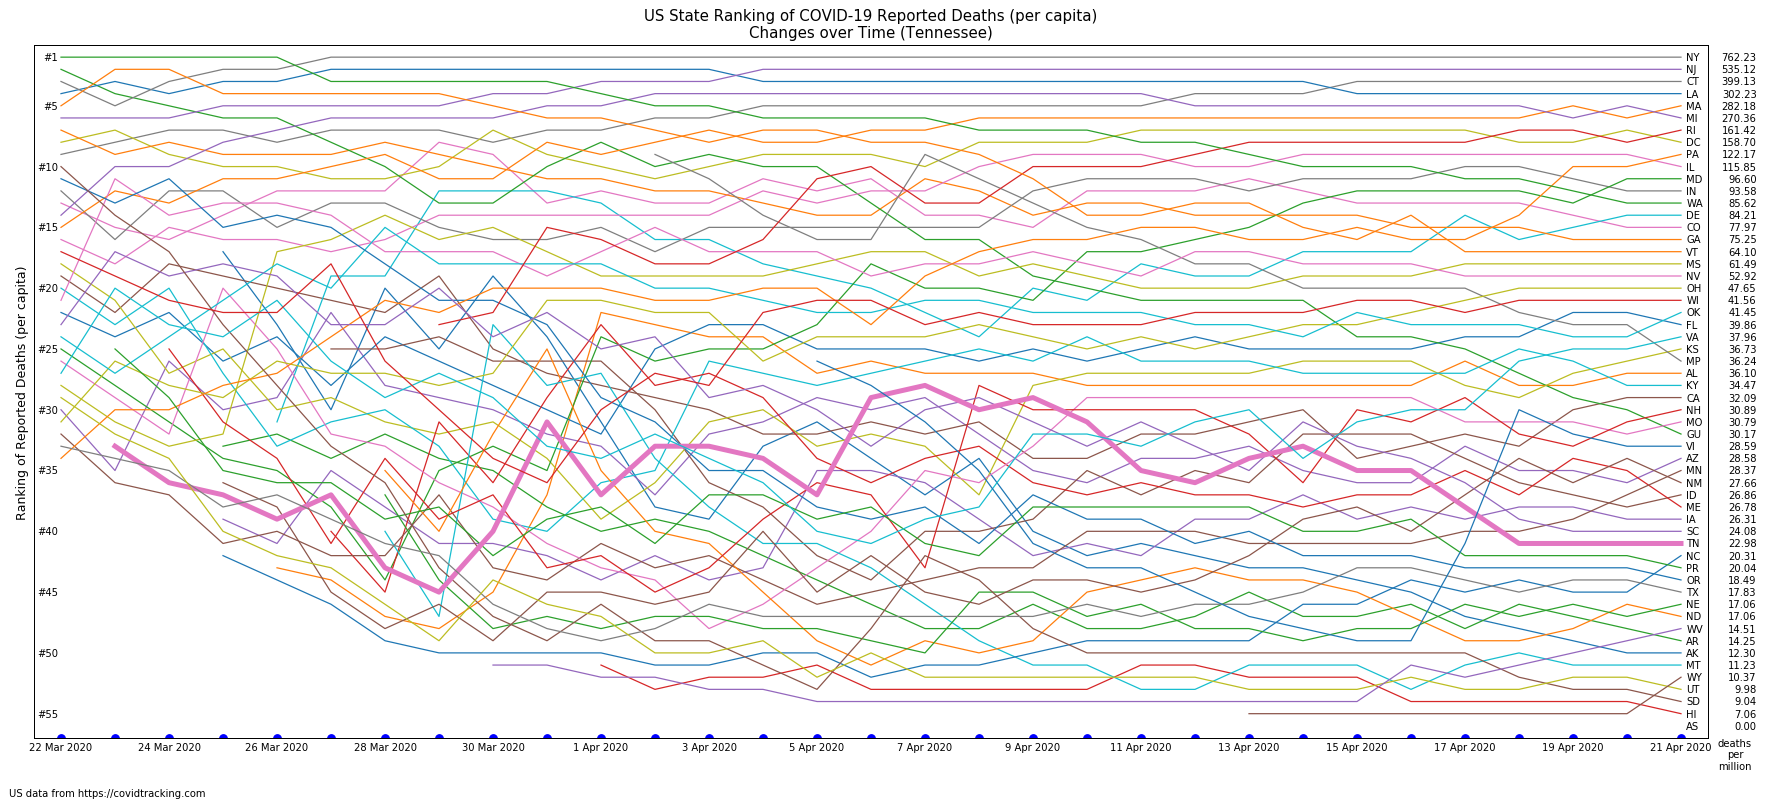 US State Ranking of COVID-19 Reported Deaths (per capita)
Changes over Time (Tennessee)
Ranking of Reported Deaths (per capita)
#1
#5
#10
#15
#20
#25
#30
#35
#40
#45
#50
#55
NY 762.23
NJ 535.12
CT 399.13
LA 302.23
MA 282.18
MI 270.36
RI 161.42
DC 158.70
PA 122.17
IL 115.85
MD 96.60
IN 93.58
WA 85.62
DE 84.21
CO 77.97
GA 75.25
VT 64.10
MS 61.49
NV 52.92
OH 47.65
WI 41.56
OK 41.45
FL 39.86
VA 37.96
KS 36.73
MP 36.24
AL 36.10
KY 34.47
CA 32.09
NH 30.89
MO 30.79
GU 30.17
VI 28.59
AZ 28.58
MN 28.37
NM 27.66
ID 26.86
ME 26.78
IA 26.31
SC 24.08
TN 22.98
NC 20.31
PR 20.04
OR 18.49
TX 17.83
NE 17.06
ND 17.06
WV 14.51
AR 14.25
AK 12.30
MT 11.23
WY 10.37
UT 9.98
SD 9.04
HI 7.06
AS 0.00
22 Mar 2020 24 Mar 2020 26 Mar 2020 28 Mar 2020 30 Mar 2020 1 Apr 2020 3 Apr 2020 5 Apr 2020 7 Apr 2020 9 Apr 2020 11 Apr 2020 13 Apr 2020 15 Apr 2020 17 Apr 2020 19 Apr 2020 21 Apr 2020
deaths
per
million
US data from https://covidtracking.com